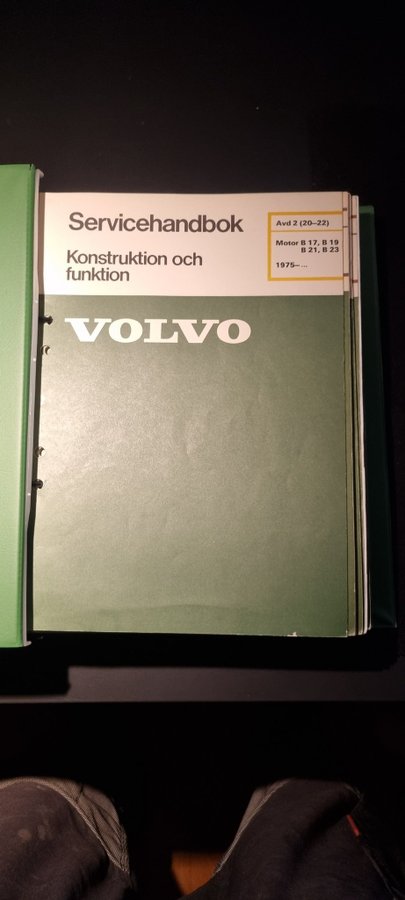 Servicehandbok
Konstruktion och
funktion
Avd 2 (20–22)
Motor B 17, B 19
B 21, B 23
1975–...
VOLVO